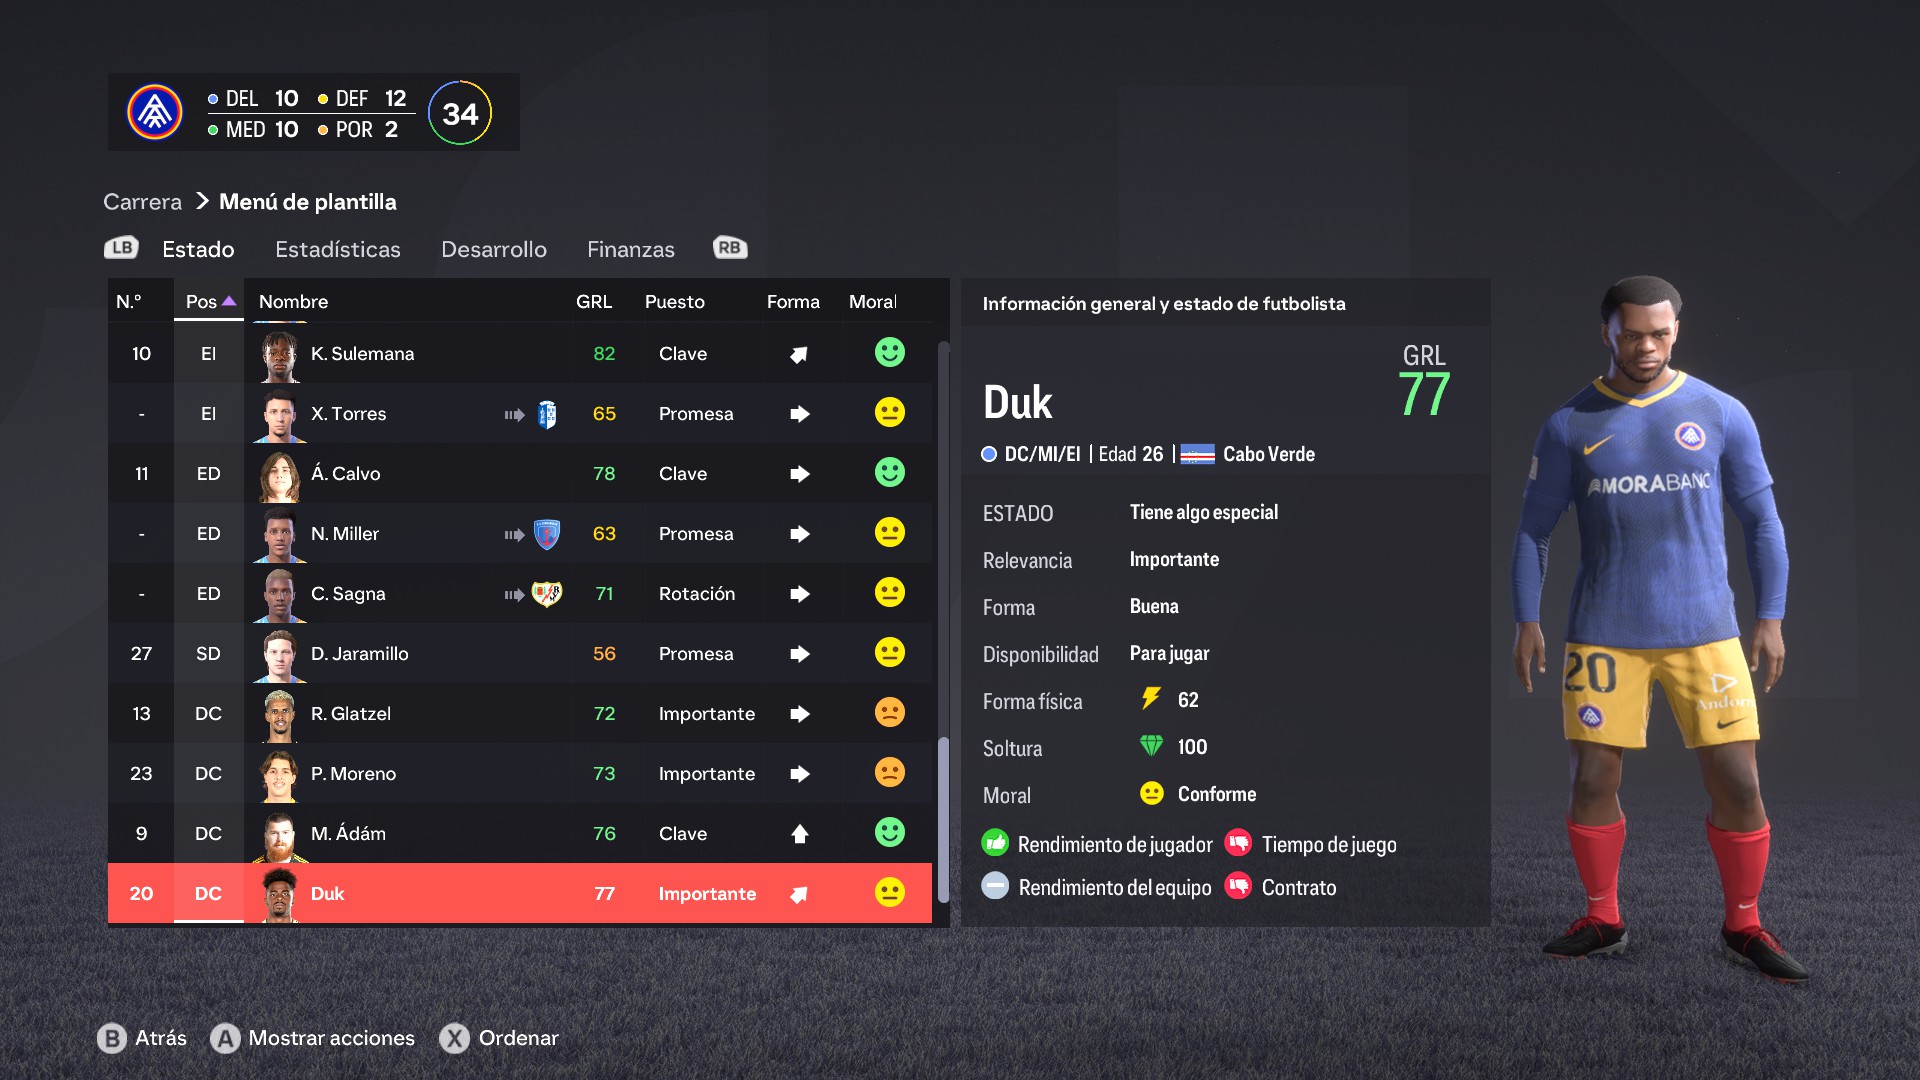 DEL 10 DEF 12
MED 10 POR 2
34
Carrera > Menú de plantilla
LB Estado Estadísticas Desarrollo Finanzas RB
N.º Pos Nombre GRL Puesto Forma Moral
10 EI K. Sulemana 82 Clave
- EI X. Torres 65 Promesa
11 ED Á. Calvo 78 Clave
- ED N. Miller 63 Promesa
- ED C. Sagna 71 Rotación
27 SD D. Jaramillo 56 Promesa
13 DC R. Glatzel 72 Importante
23 DC P. Moreno 73 Importante
9 DC M. Ádám 76 Clave
20 DC Duk 77 Importante
Información general y estado de futbolista
GRL
77
Duk
DC/MI/EI | Edad 26 | Cabo Verde
ESTADO Tiene algo especial
Relevancia Importante
Forma Buena
Disponibilidad Para jugar
Forma física 62
Soltura 100
Moral Conforme
Rendimiento de jugador Tiempo de juego
Rendimiento del equipo Contrato
MORABANC
20
Andorra
B Atrás A Mostrar acciones X Ordenar